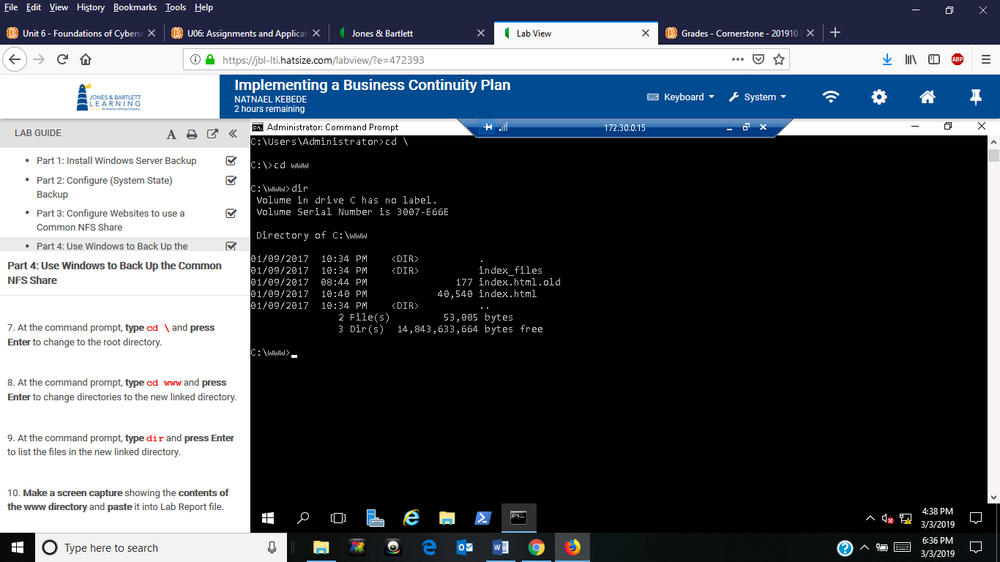 File Edit View History Bookmarks Tools Help
Unit 6 - Foundations of Cyberse
U06: Assignments and Applicat
Jones & Bartlett
Lab View
Grades - Cornerstone - 201910
https://jbl-lti.hatsize.com/labview/?e=472393
ABP
JONES & BARTLETT
LEARNING
An Ascend Learning Company
Implementing a Business Continuity Plan
NATNAEL KEBEDE
2 hours remaining
Keyboard
System
LAB GUIDE
A
• Part 1: Install Windows Server Backup
• Part 2: Configure (System State)
Backup
• Part 3: Configure Websites to use a
Common NFS Share
• Part 4: Use Windows to Back Up the
Part 4: Use Windows to Back Up the Common
NFS Share
7. At the command prompt, type cd \ and press
Enter to change to the root directory.
8. At the command prompt, type cd www and press
Enter to change directories to the new linked directory.
9. At the command prompt, type dir and press Enter
to list the files in the new linked directory.
10. Make a screen capture showing the contents of
the www directory and paste it into Lab Report file.
Administrator: Command Prompt
172.30.0.15
C:\Users\Administrator>cd \
C:\>cd www
C:\www>dir
Volume in drive C has no label.
Volume Serial Number is 3007-E66E
Directory of C:\www
01/09/2017 10:34 PM <DIR> .
01/09/2017 10:34 PM <DIR> index_files
01/09/2017 08:44 PM 177 index.html.old
01/09/2017 10:40 PM 40,540 index.html
01/09/2017 10:34 PM <DIR> ..
2 File(s) 53,005 bytes
3 Dir(s) 14,843,633,664 bytes free
C:\www>
4:38 PM
3/3/2019
Type here to search
6:36 PM
3/3/2019